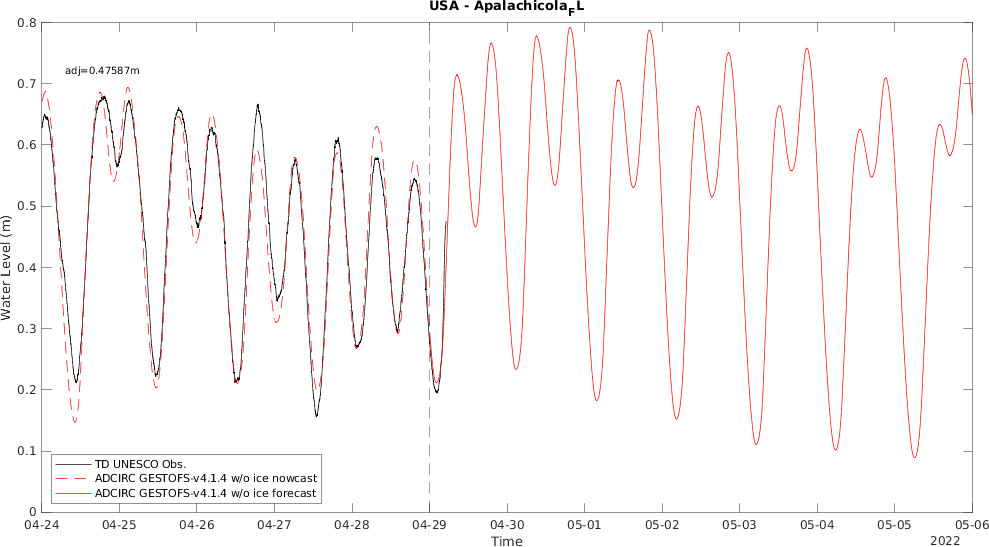 USA - Apalachicola_FL
0.8
0.7
0.6
0.5
0.4
0.3
0.2
0.1
0
Water Level (m)
adj=0.47587m
TD UNESCO Obs.
ADCIRC GESTOFS-v4.1.4 w/o ice nowcast
ADCIRC GESTOFS-v4.1.4 w/o ice forecast
04-24 04-25 04-26 04-27 04-28 04-29 04-30 05-01 05-02 05-03 05-04 05-05 05-06
Time
2022